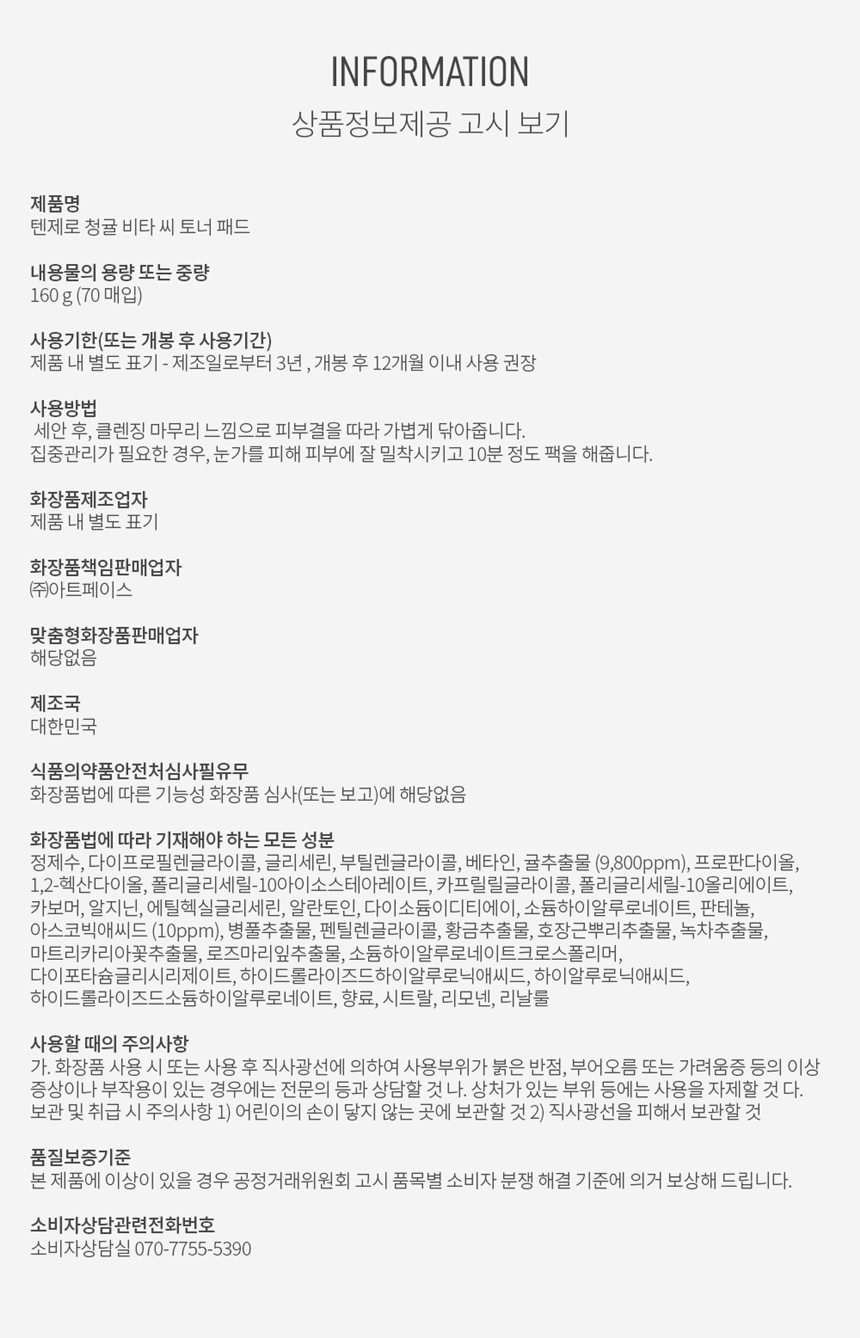 INFORMATION
상품정보제공 고시 보기
제품명
텐제로 청귤 비타 씨 토너 패드
내용물의 용량 또는 중량
160 g (70 매입)
사용기한(또는 개봉 후 사용기간)
제품 내 별도 표기 - 제조일로부터 3년 , 개봉 후 12개월 이내 사용 권장
사용방법
세안 후, 클렌징 마무리 느낌으로 피부결을 따라 가볍게 닦아줍니다.
집중관리가 필요한 경우, 눈가를 피해 피부에 잘 밀착시키고 10분 정도 팩을 해줍니다.
화장품제조업자
제품 내 별도 표기
화장품책임판매업자
㈜아트페이스
맞춤형화장품판매업자
해당없음
제조국
대한민국
식품의약품안전처심사필유무
화장품법에 따른 기능성 화장품 심사(또는 보고)에 해당없음
화장품법에 따라 기재해야 하는 모든 성분
정제수, 다이프로필렌글라이콜, 글리세린, 부틸렌글라이콜, 베타인, 귤추출물 (9,800ppm), 프로판다이올,
1,2-헥산다이올, 폴리글리세릴-10아이소스테아레이트, 카프릴릴글라이콜, 폴리글리세릴-10올리에이트,
카보머, 알지닌, 에틸헥실글리세린, 알란토인, 다이소듐이디티에이, 소듐하이알루로네이트, 판테놀,
아스코빅애씨드 (10ppm), 병풀추출물, 펜틸렌글라이콜, 황금추출물, 호장근뿌리추출물, 녹차추출물,
마트리카리아꽃추출물, 로즈마리잎추출물, 소듐하이알루로네이트크로스폴리머,
다이포타슘글리시리제이트, 하이드롤라이즈드하이알루로닉애씨드, 하이알루로닉애씨드,
하이드롤라이즈드소듐하이알루로네이트, 향료, 시트랄, 리모넨, 리날룰
사용할 때의 주의사항
가. 화장품 사용 시 또는 사용 후 직사광선에 의하여 사용부위가 붉은 반점, 부어오름 또는 가려움증 등의 이상
증상이나 부작용이 있는 경우에는 전문의 등과 상담할 것 나. 상처가 있는 부위 등에는 사용을 자제할 것 다.
보관 및 취급 시 주의사항 1) 어린이의 손이 닿지 않는 곳에 보관할 것 2) 직사광선을 피해서 보관할 것
품질보증기준
본 제품에 이상이 있을 경우 공정거래위원회 고시 품목별 소비자 분쟁 해결 기준에 의거 보상해 드립니다.
소비자상담관련전화번호
소비자상담실 070-7755-5390